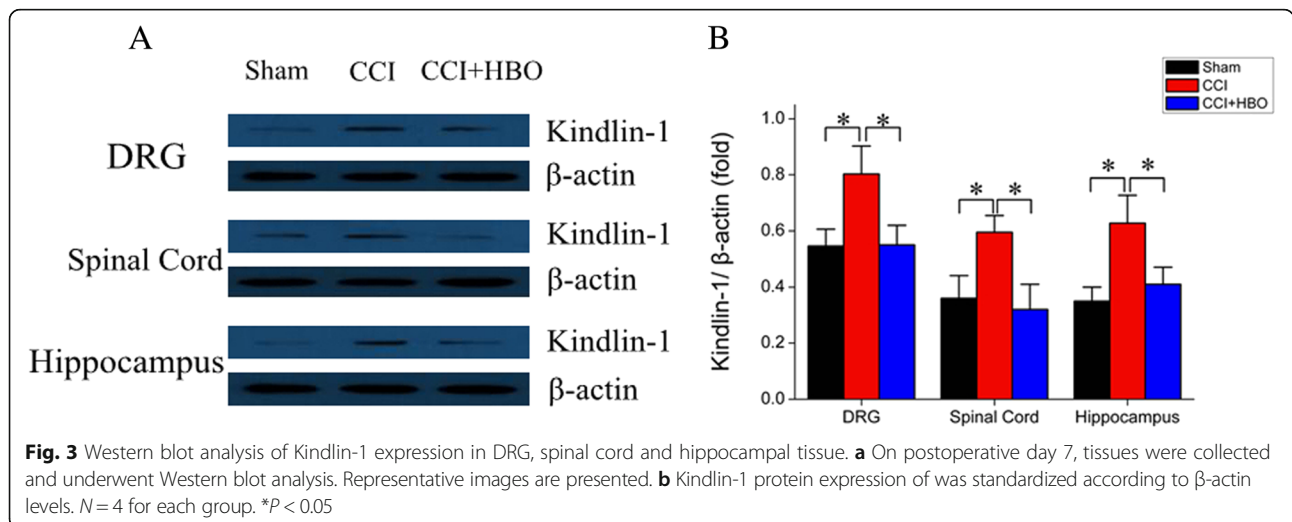 A
Sham CCI CCI+HBO
DRG
Kindlin-1
β-actin
Spinal Cord
Kindlin-1
β-actin
Hippocampus
Kindlin-1
β-actin
B
Sham
CCI
CCI+HBO
Kindlin-1/ β-actin (fold)
1.0
0.8
0.6
0.4
0.2
0.0
* *
* *
* *
DRG Spinal Cord Hippocampus
Fig. 3 Western blot analysis of Kindlin-1 expression in DRG, spinal cord and hippocampal tissue. a On postoperative day 7, tissues were collected
and underwent Western blot analysis. Representative images are presented. b Kindlin-1 protein expression of was standardized according to β-actin
levels. N = 4 for each group. *P < 0.05